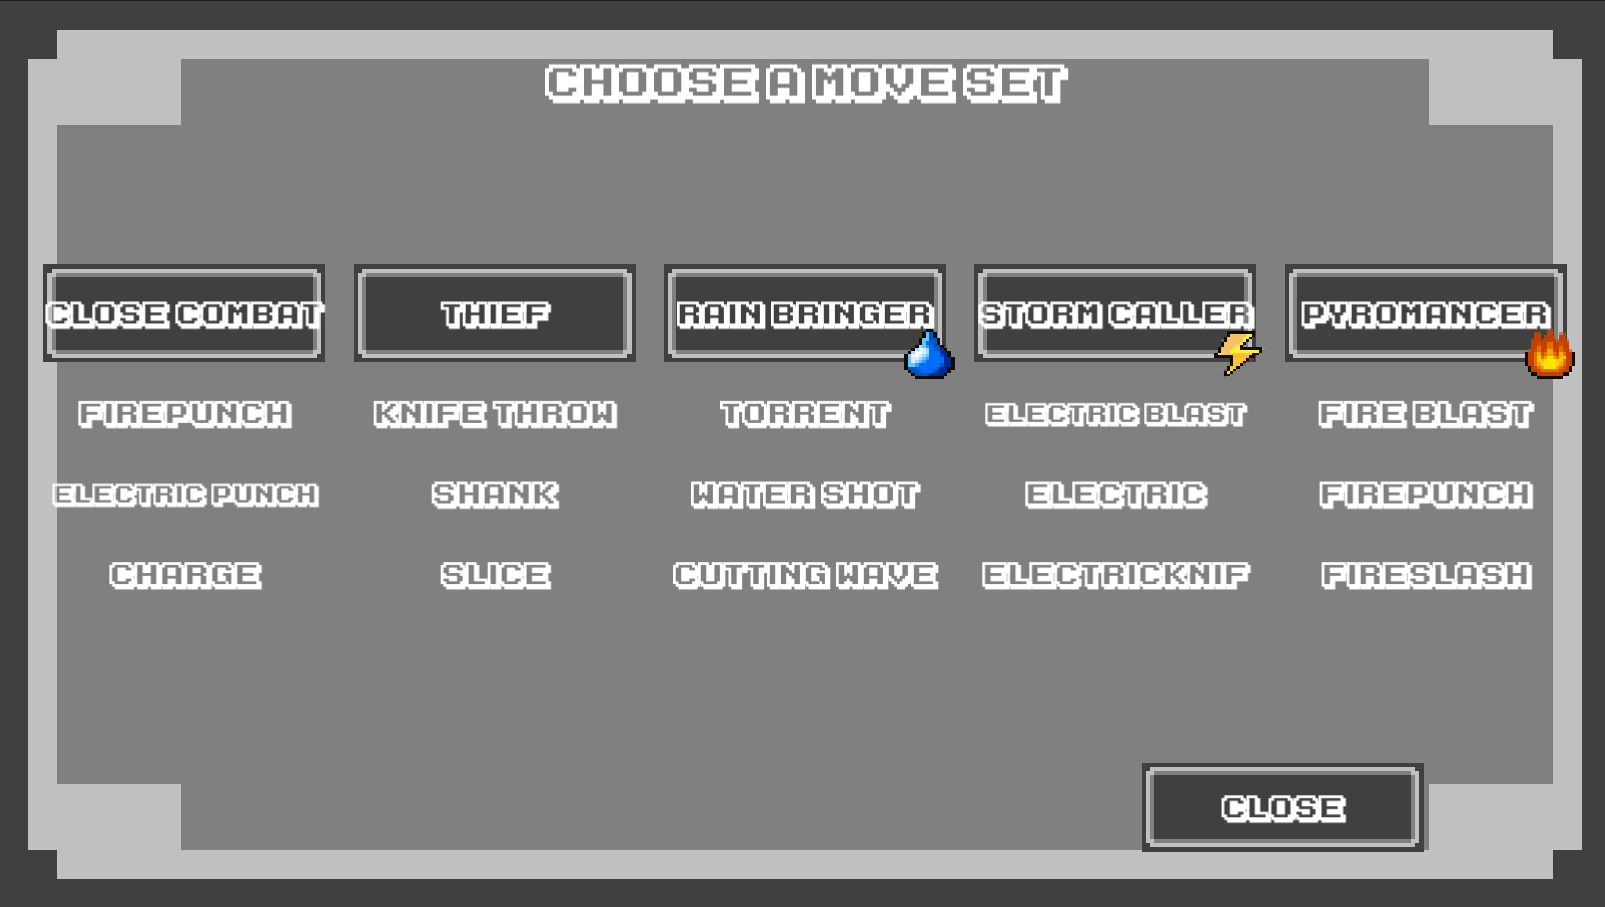 CHOOSE A MOVE SET
CLOSE COMBAT
THIEF
RAIN BRINGER
STORM CALLER
PYROMANCER
FIREPUNCH
KNIFE THROW
TORRENT
ELECTRIC BLAST
FIRE BLAST
ELECTRIC PUNCH
SHANK
WATER SHOT
ELECTRIC
FIREPUNCH
CHARGE
SLICE
CUTTING WAVE
ELECTRICKNIF
FIRESLASH
CLOSE